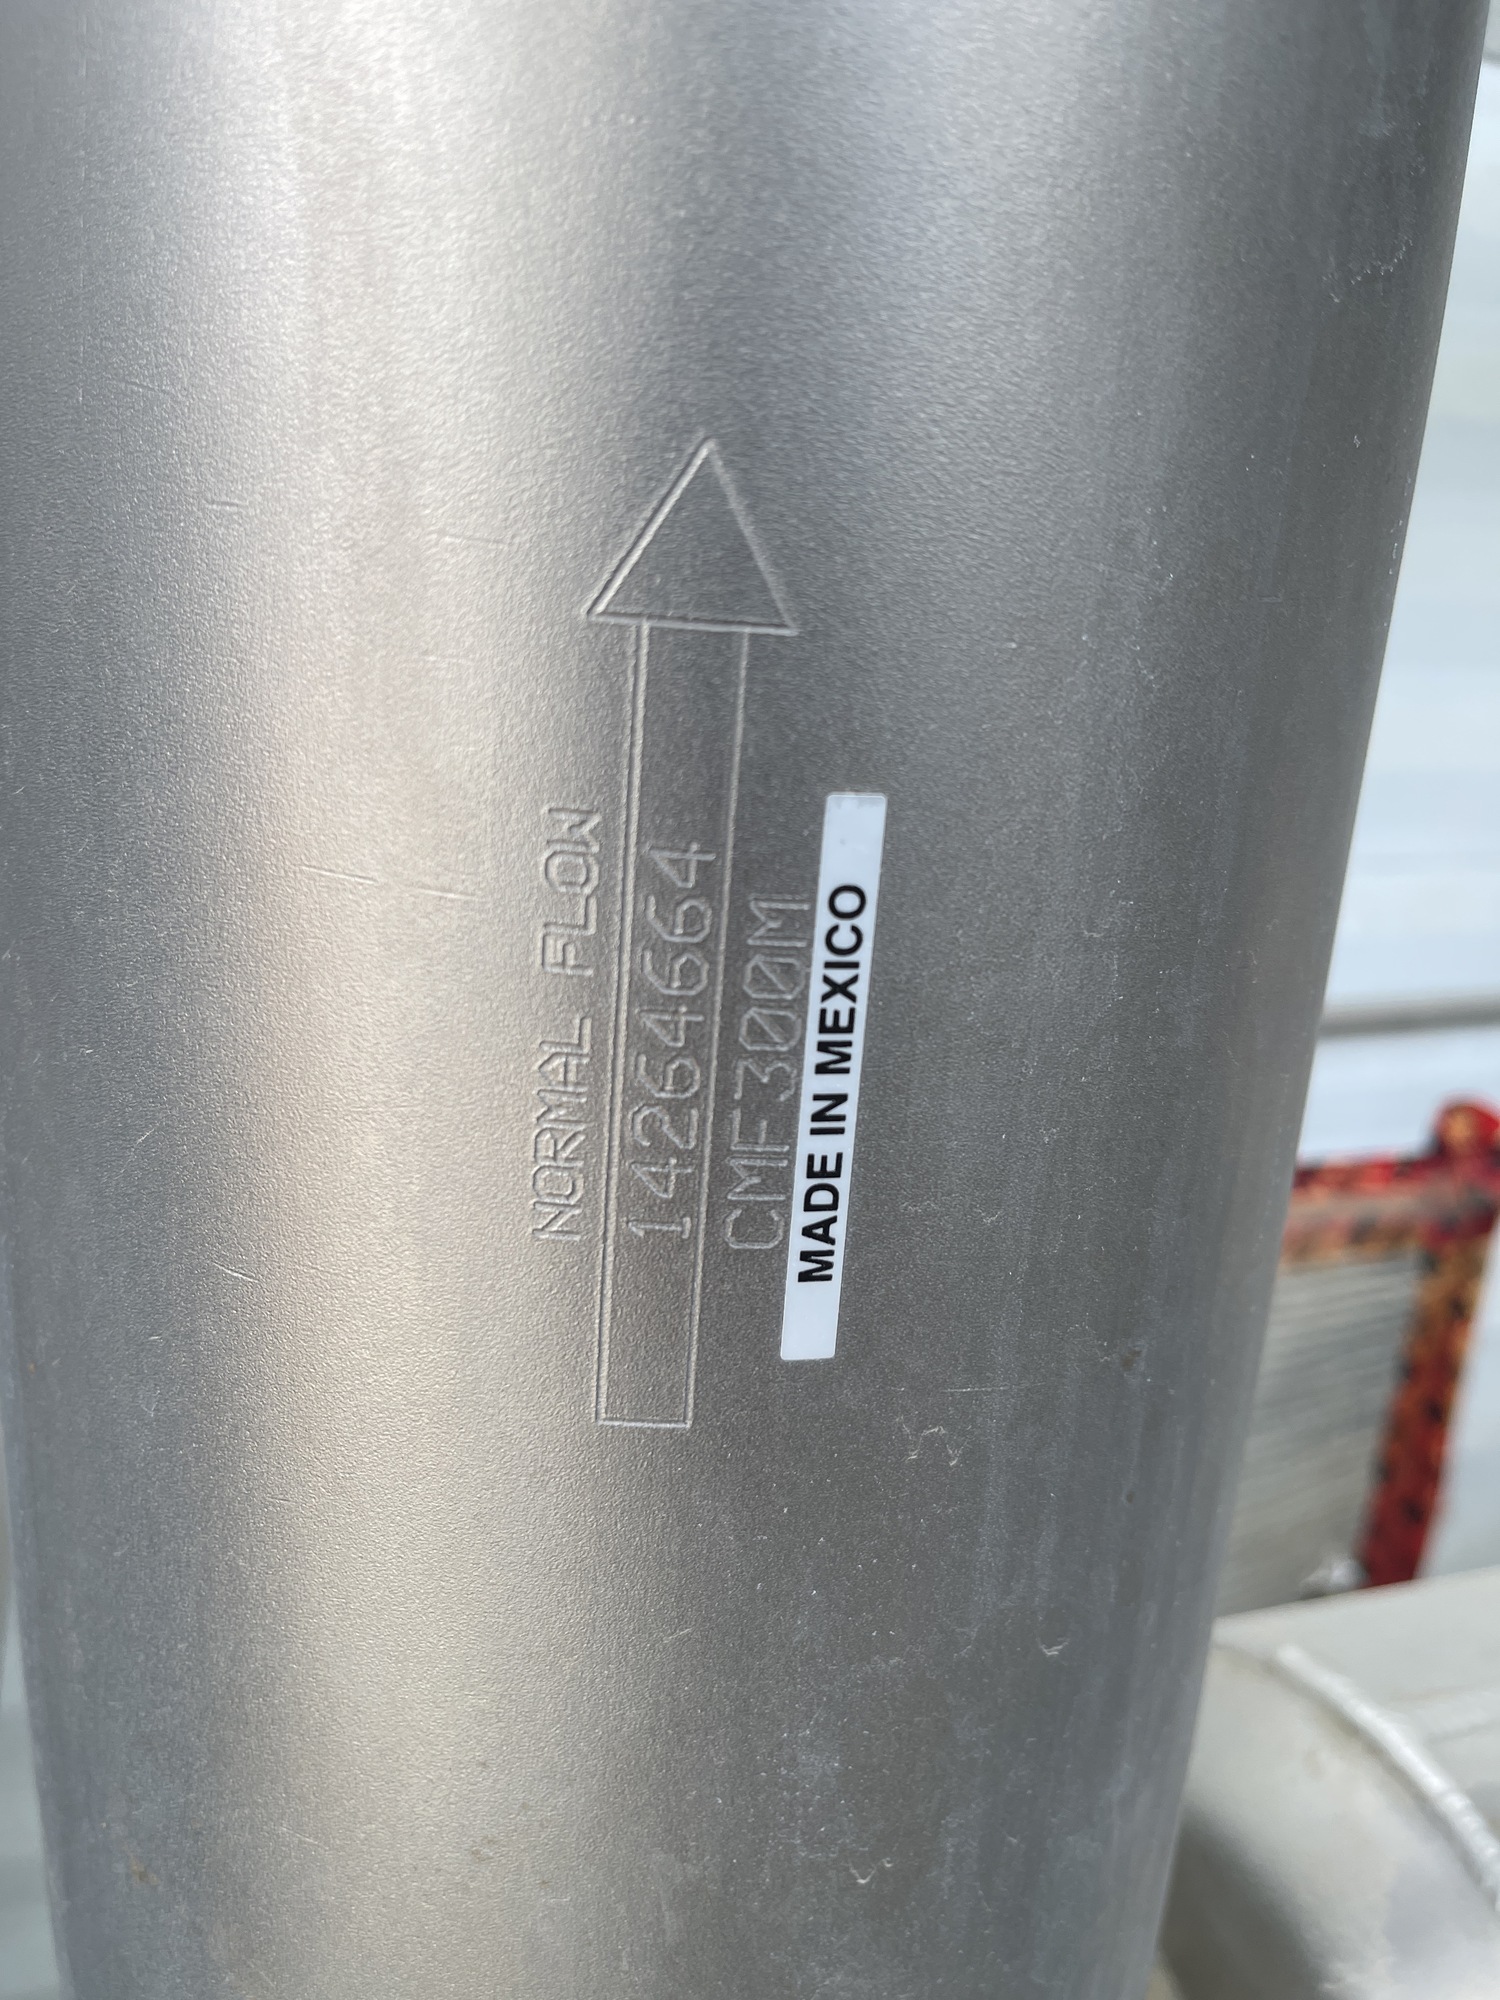 NORMAL FLOW
14264664
CMF300M
MADE IN MEXICO